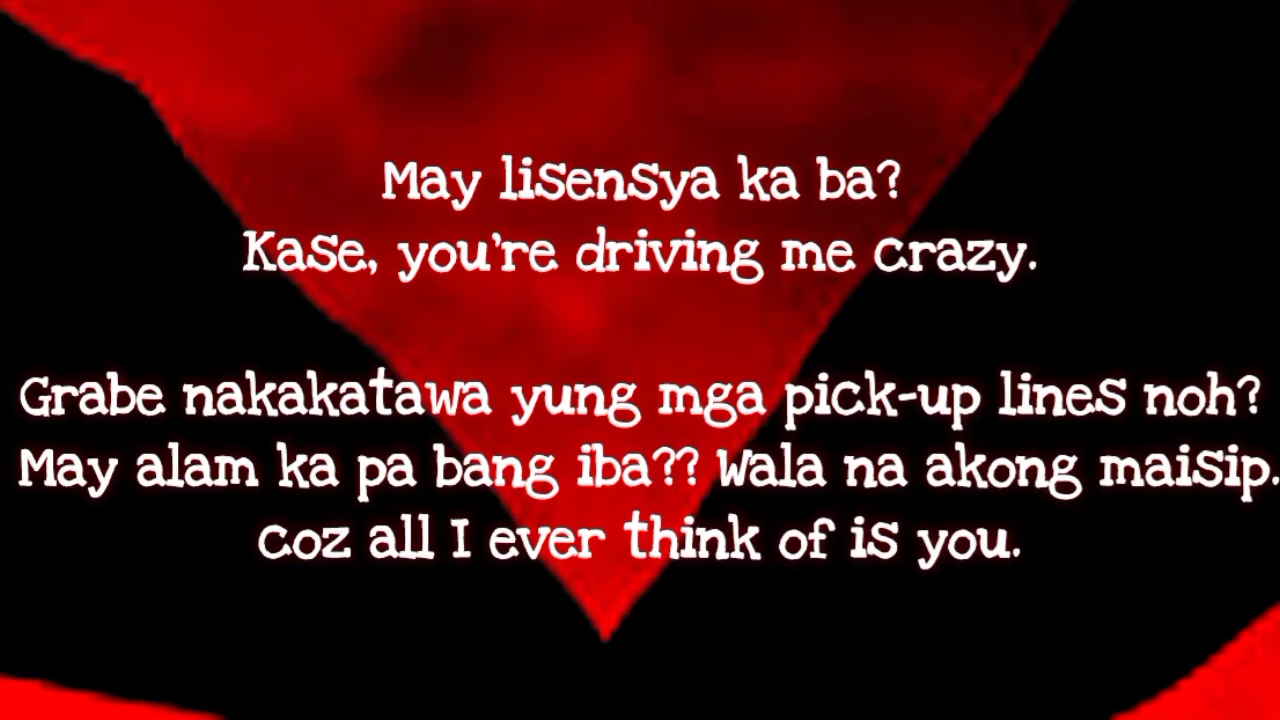 May lisensya ka ba?
Kase, you're driving me crazy.
Grabe nakakatawa yung mga pick-up lines noh?
May alam ka pa bang iba?? Wala na akong maisip.
Coz all I ever think of is you.